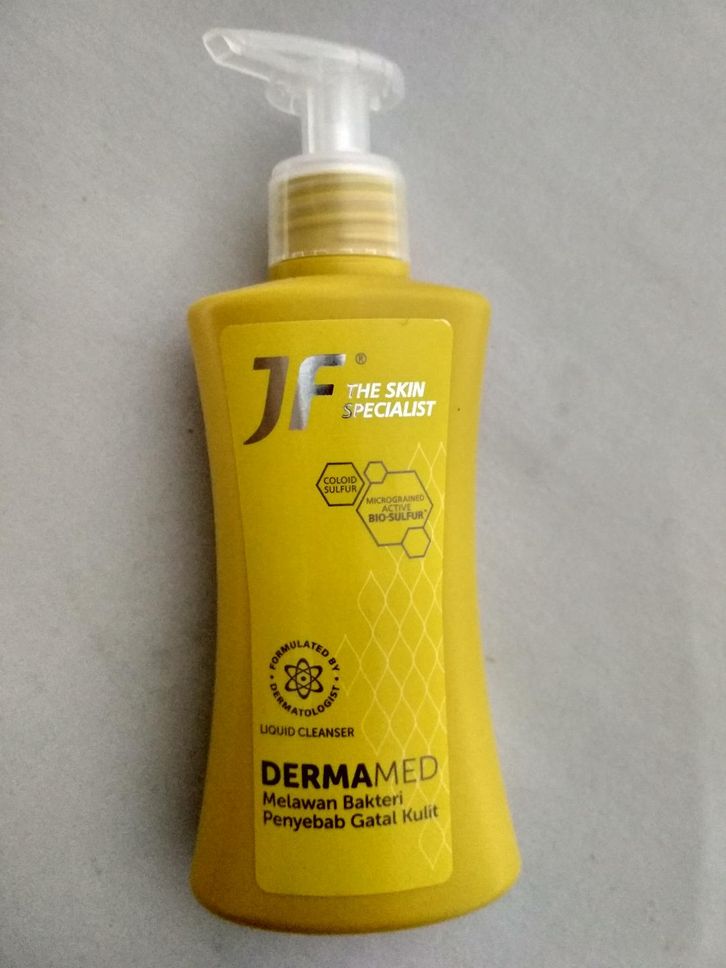 JF®
THE SKIN
SPECIALIST
COLOID
SULFUR
MICROGRAINED
ACTIVE
BIO-SULFUR™
• FORMULATED BY •
DERMATOLOGIST
LIQUID CLEANSER
DERMAMED
Melawan Bakteri
Penyebab Gatal Kulit